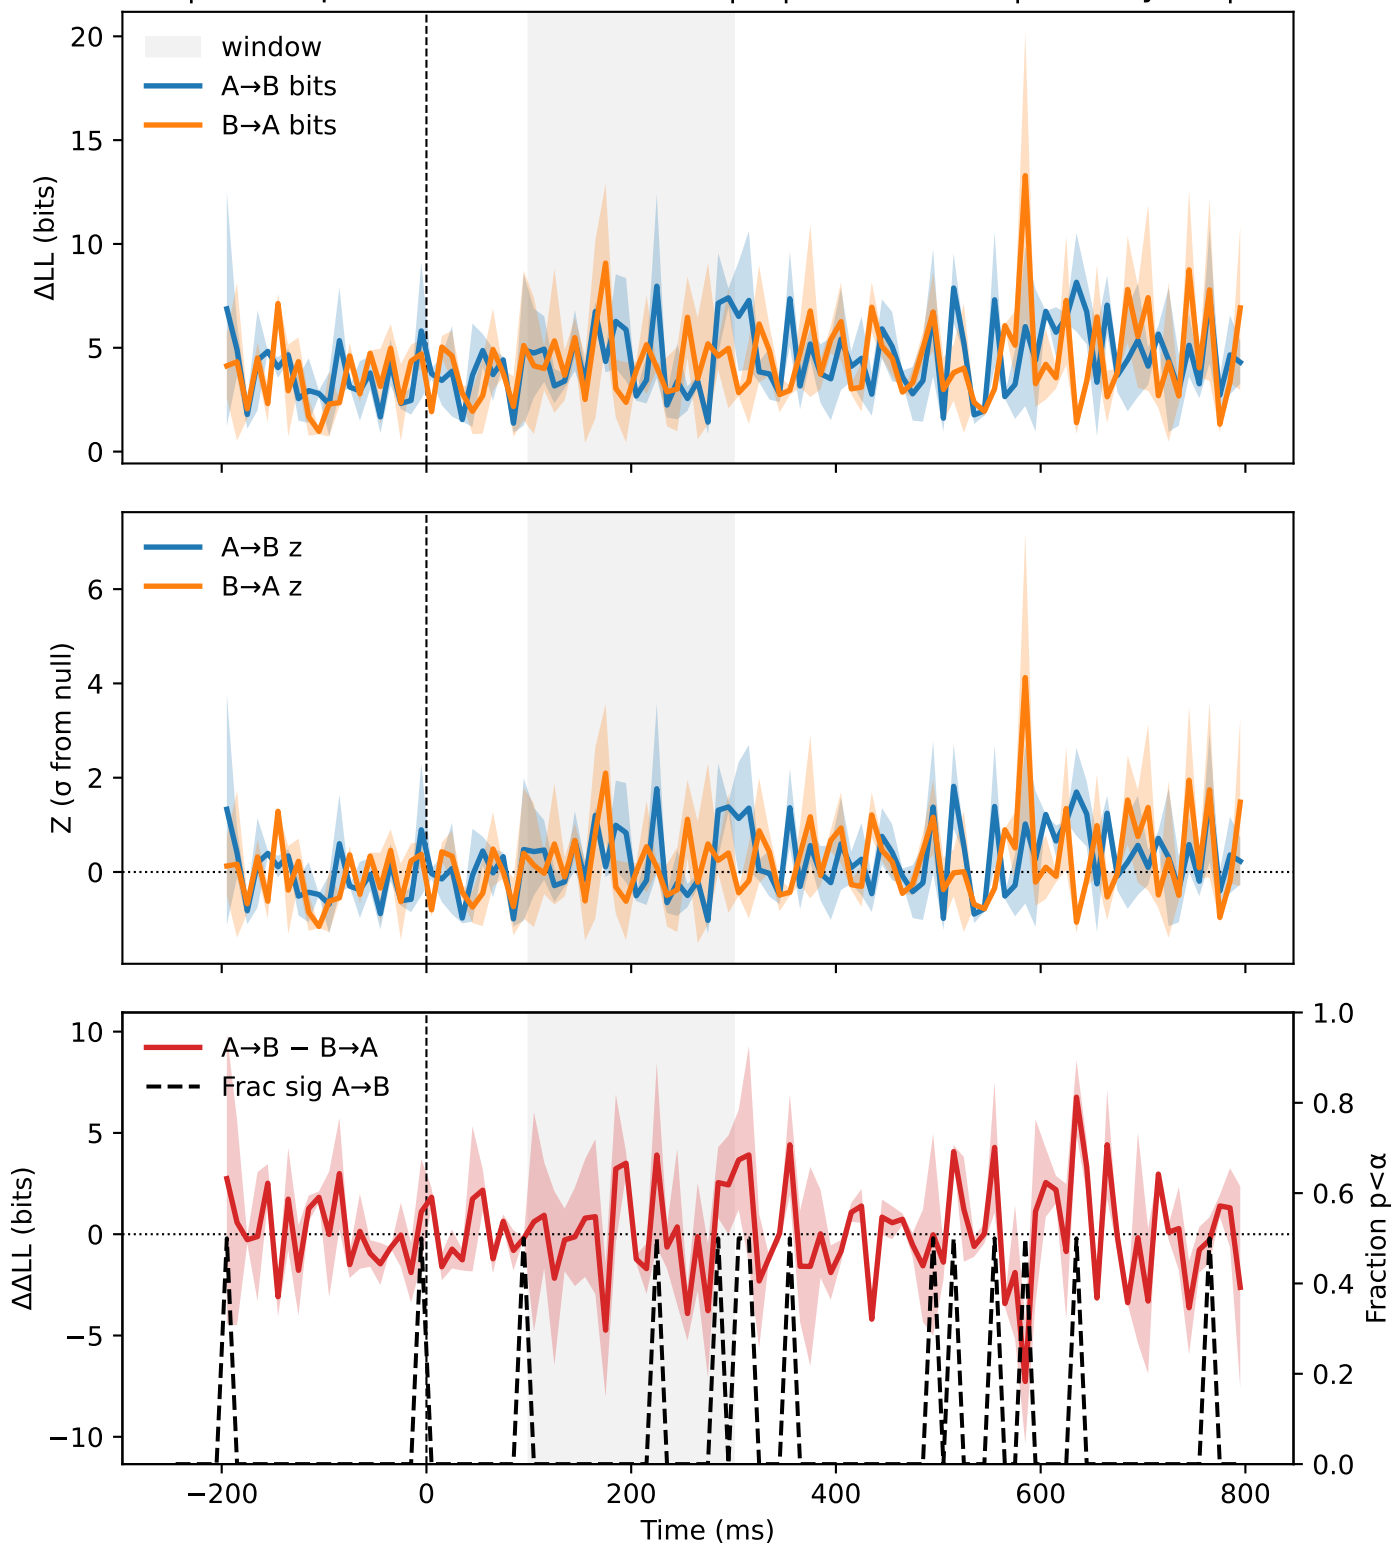 20
15
10
5
0
ΔLL (bits)
window
A→B bits
B→A bits
6
4
2
0
Z (σ from null)
A→B z
B→A z
10
5
0
−5
−10
ΔΔLL (bits)
A→B − B→A
Frac sig A→B
1.0
0.8
0.6
0.4
0.2
0.0
Fraction p<α
−200 0 200 400 600 800
Time (ms)